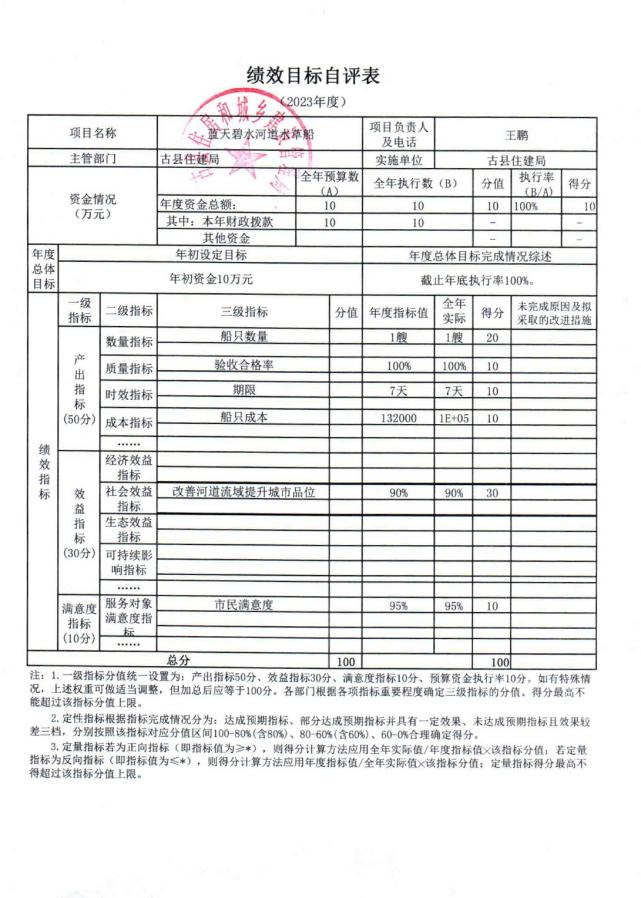 绩效目标自评表
（2023年度）
项目名称 蓝天碧水河道水草船 项目负责人及电话 王鹏
主管部门 古县住建局 实施单位 古县住建局
资金情况（万元） 全年预算数（A） 全年执行数（B） 分值 执行率（B/A） 得分
年度资金总额： 10 10 10 100% 10
其中：本年财政拨款 10 10 － －
其他资金 － －
年度总体目标 年初设定目标 年度总体目标完成情况综述
年初资金10万元 截止年底执行率100%。
绩效指标 一级指标 二级指标 三级指标 分值 年度指标值 全年实际 得分 未完成原因及拟采取的改进措施
产出指标（50分） 数量指标 船只数量 1艘 1艘 20
质量指标 验收合格率 100% 100% 10
时效指标 期限 7天 7天 10
成本指标 船只成本 132000 1E+05 10
……
效益指标（30分） 经济效益指标
社会效益指标 改善河道流域提升城市品位 90% 90% 30
生态效益指标
可持续影响指标
……
满意度指标（10分） 服务对象满意度指标 市民满意度 95% 95% 10
……
总分 100 100
注：1.一级指标分值统一设置为：产出指标50分、效益指标30分、满意度指标10分、预算资金执行率10分。如有特殊情
况，上述权重可做适当调整，但加总后应等于100分。各部门根据各项指标重要程度确定三级指标的分值。得分最高不
能超过该指标分值上限。
2.定性指标根据指标完成情况分为：达成预期指标、部分达成预期指标并具有一定效果、未达成预期指标且效果较
差三档，分别按照该指标对应分值区间100-80%(含80%)、80-60%(含60%)、60-0%合理确定得分。
3.定量指标若为正向指标（即指标值为≥*），则得分计算方法应用全年实际值/年度指标值×该指标分值；若定量
指标为反向指标（即指标值为≤*），则得分计算方法应用年度指标值/全年实际值×该指标分值；定量指标得分最高不
得超过该指标分值上限。